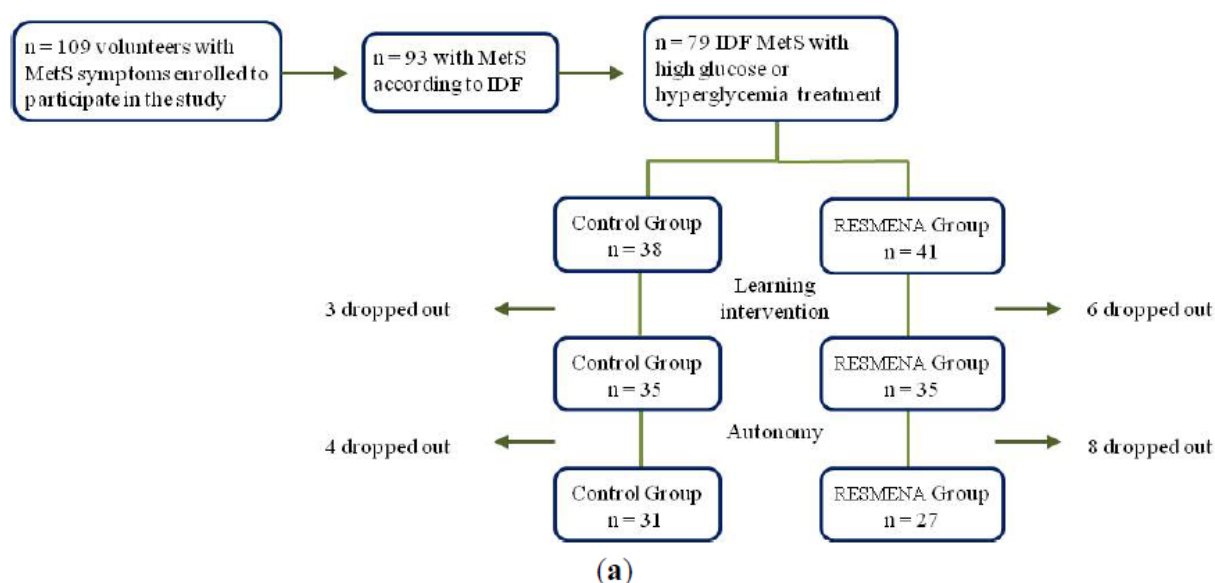 n = 109 volunteers with
MetS symptoms enrolled to
participate in the study
n = 93 with MetS
according to IDF
n = 79 IDF MetS with
high glucose or
hyperglycemia treatment
Control Group
n = 38
RESMENA Group
n = 41
Learning
intervention
3 dropped out
6 dropped out
Control Group
n = 35
RESMENA Group
n = 35
Autonomy
4 dropped out
8 dropped out
Control Group
n = 31
RESMENA Group
n = 27
(a)